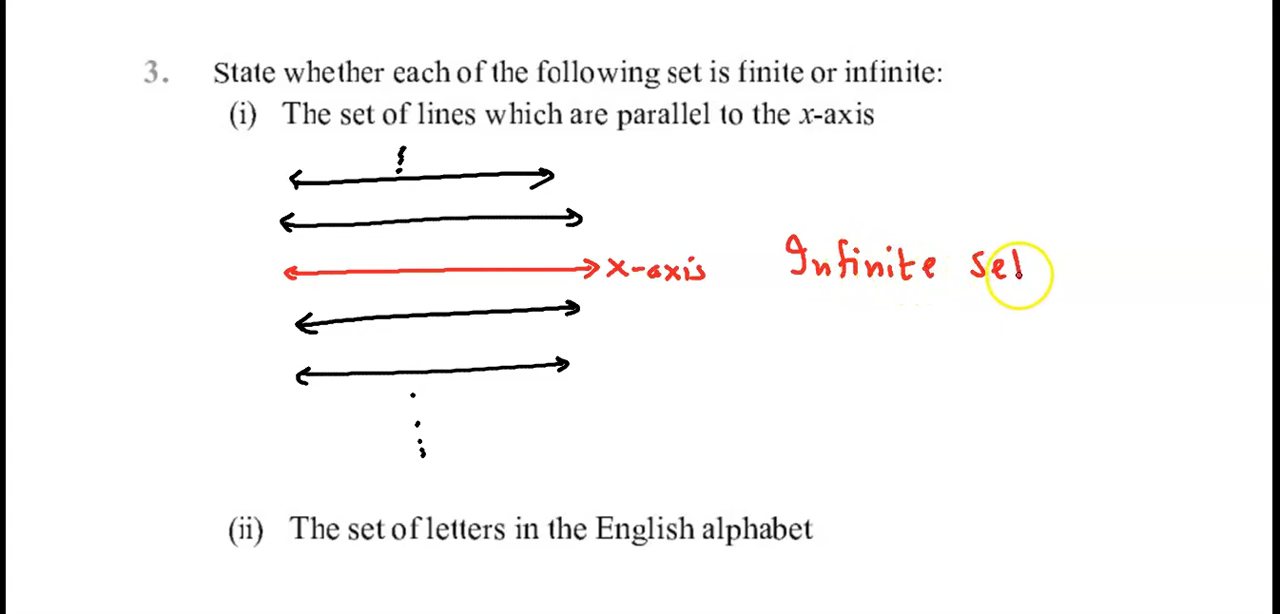 3. State whether each of the following set is finite or infinite:
(i) The set of lines which are parallel to the x-axis
x-axis Infinite set
(ii) The set of letters in the English alphabet